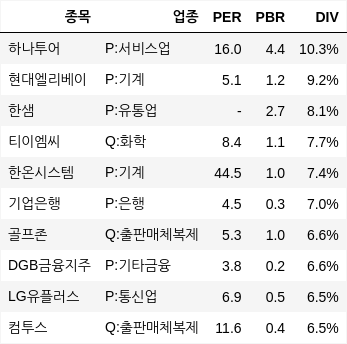 종목 업종 PER PBR DIV
하나투어 P:서비스업 16.0 4.4 10.3%
현대엘리베이 P:기계 5.1 1.2 9.2%
한샘 P:유통업 - 2.7 8.1%
티이엠씨 Q:화학 8.4 1.1 7.7%
한온시스템 P:기계 44.5 1.0 7.4%
기업은행 P:은행 4.5 0.3 7.0%
골프존 Q:출판매체복제 5.3 1.0 6.6%
DGB금융지주 P:기타금융 3.8 0.2 6.6%
LG유플러스 P:통신업 6.9 0.5 6.5%
컴투스 Q:출판매체복제 11.6 0.4 6.5%